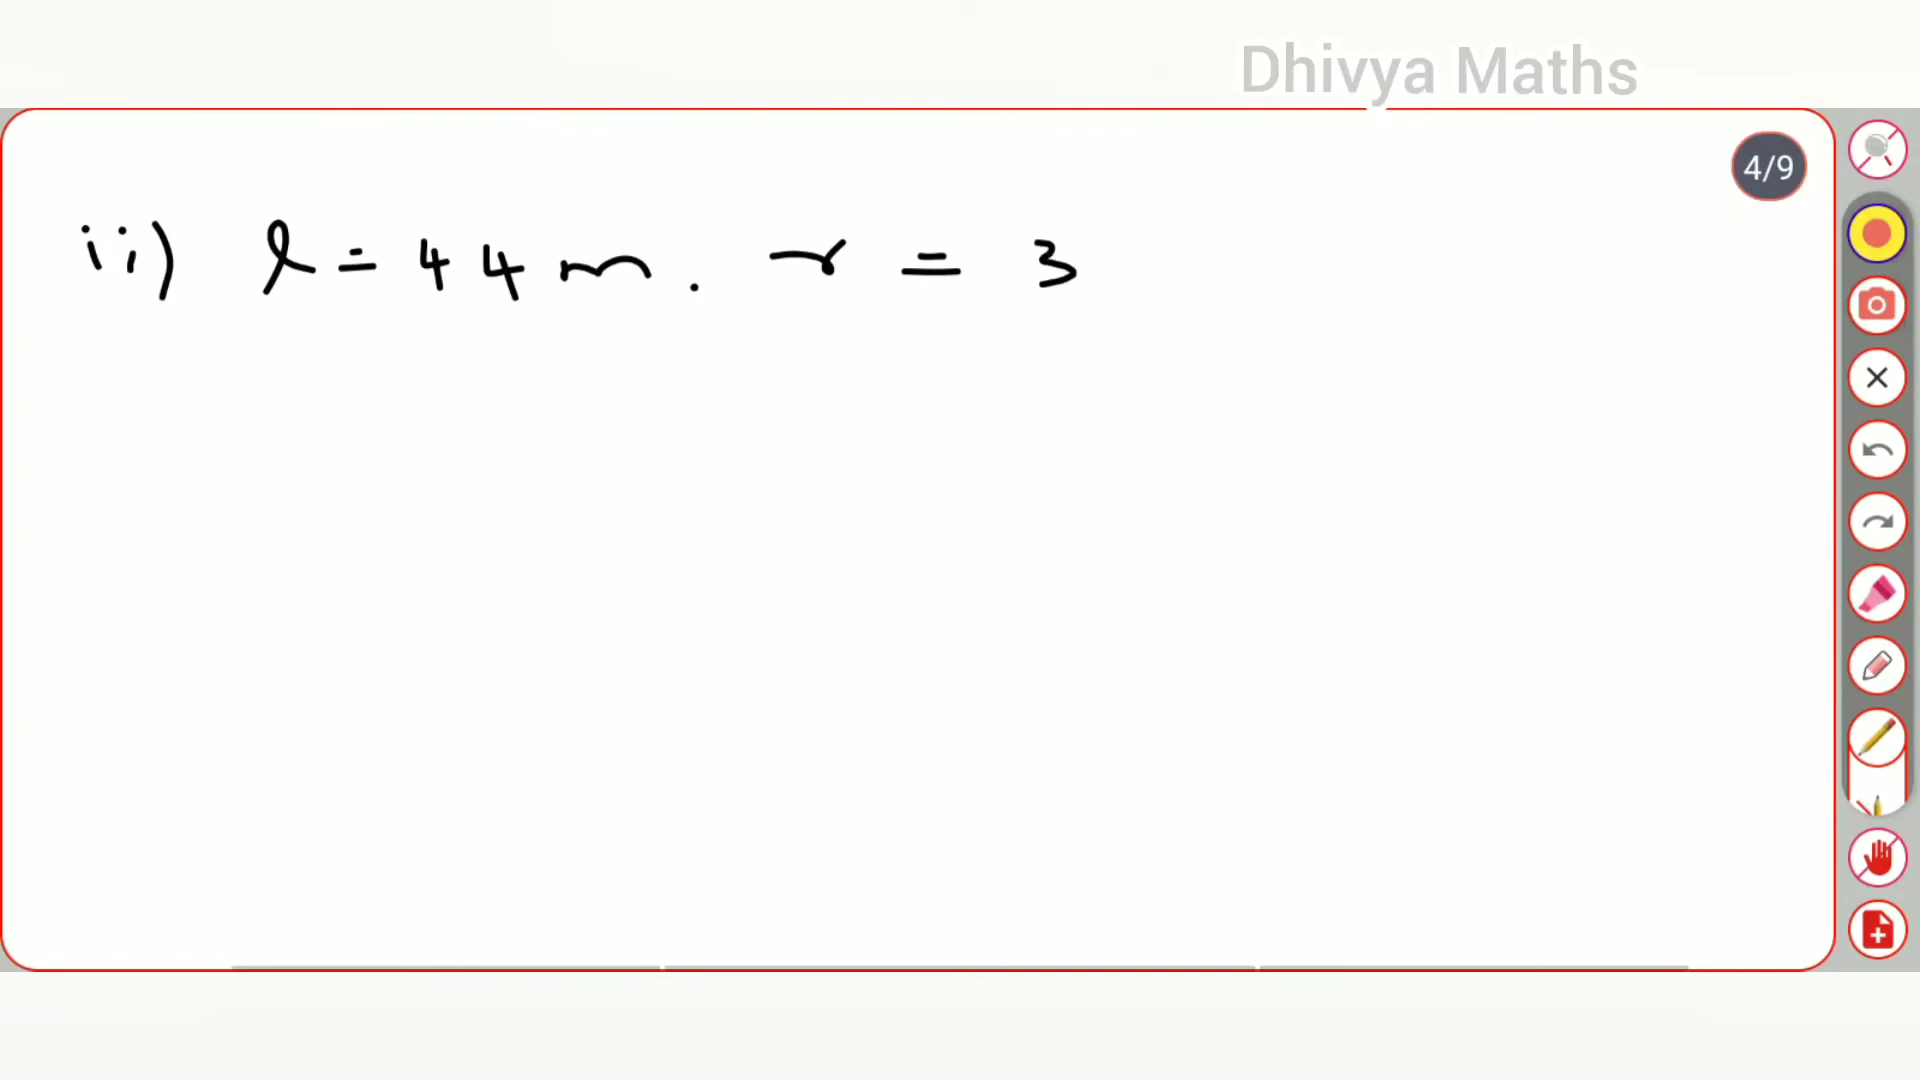 Dhivya Maths
4/9
ii) l = 44 m. r = 3